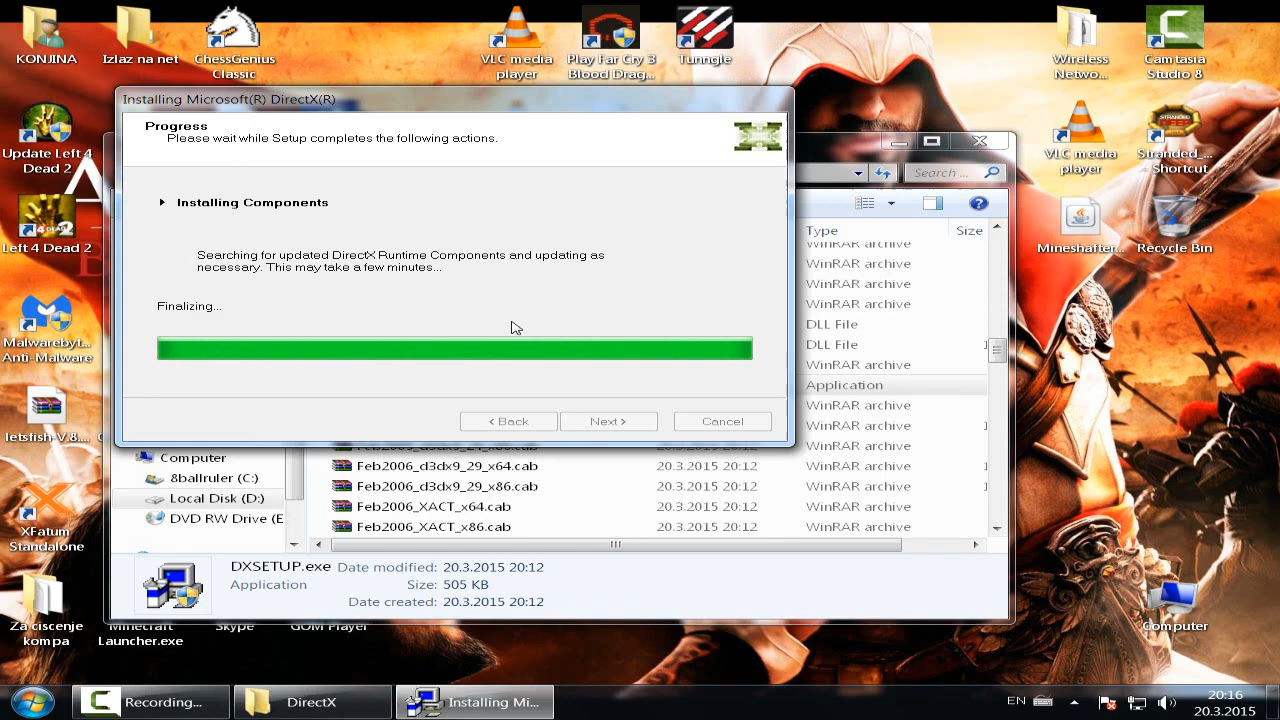 KONJINA
Izlaz na net
ChessGenius
Classic
VLC media
player
Play Far Cry 3
Blood Drag...
Tunngle
Wireless
Netwo...
Camtasia
Studio 8
Installing Microsoft(R) DirectX(R)
Progress
Please wait while Setup completes the following actions.
Installing Components
Searching for updated DirectX Runtime Components and updating as
necessary. This may take a few minutes...
Finalizing...
< Back
Next >
Cancel
Search ...
Update Left 4
Dead 2
Left 4 Dead 2
Malwareby...
Anti-Malware
letsfish-V.8....
XFatum
Standalone
Za ciscenje
kompa
VLC media
player
Stranded_...
Shortcut
Mineshafter...
Recycle Bin
Computer
Type
Size
WinRAR archive
WinRAR archive
WinRAR archive
WinRAR archive
DLL File
DLL File
WinRAR archive
Application
WinRAR archive
WinRAR archive
WinRAR archive
Computer
8ballruler (C:)
Local Disk (D:)
DVD RW Drive (E
Feb2006_d3dx9_29_x64.cab 20.3.2015 20:12 WinRAR archive
Feb2006_d3dx9_29_x86.cab 20.3.2015 20:12 WinRAR archive
Feb2006_XACT_x64.cab 20.3.2015 20:12 WinRAR archive
Feb2006_XACT_x86.cab 20.3.2015 20:12 WinRAR archive
DXSETUP.exe Date modified: 20.3.2015 20:12
Application Size: 505 KB
Date created: 20.3.2015 20:12
Minecraft
Launcher.exe
Skype
GOM Player
Recording...
DirectX
Installing Mi...
EN
20:16
20.3.2015